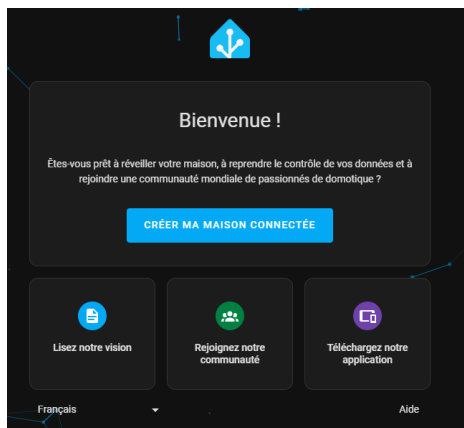 Bienvenue !
Êtes-vous prêt à réveiller votre maison, à reprendre le contrôle de vos données et à
rejoindre une communauté mondiale de passionnés de domotique ?
CRÉER MA MAISON CONNECTÉE
Lisez notre vision
Rejoignez notre
communauté
Téléchargez notre
application
Français
Aide